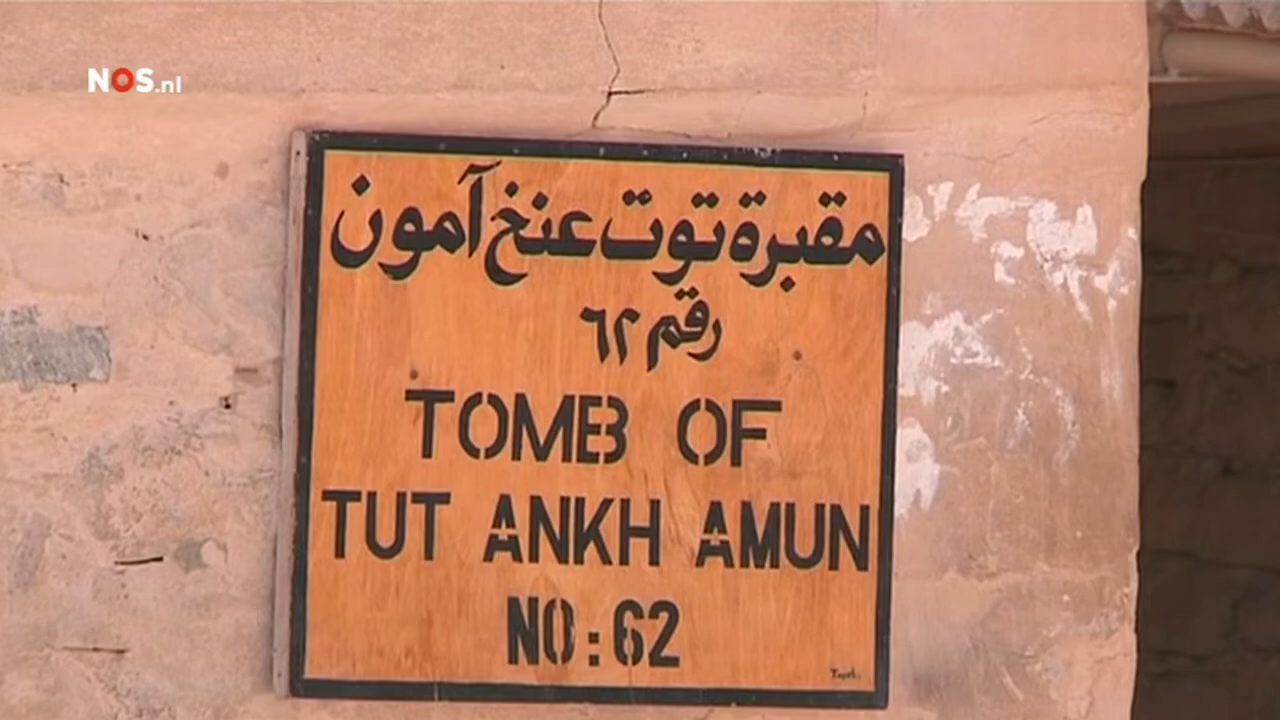 NOS.nl
مقبرة توت عنخ آمون
رقم ٦٢
TOMB OF
TUT ANKH AMUN
NO: 62